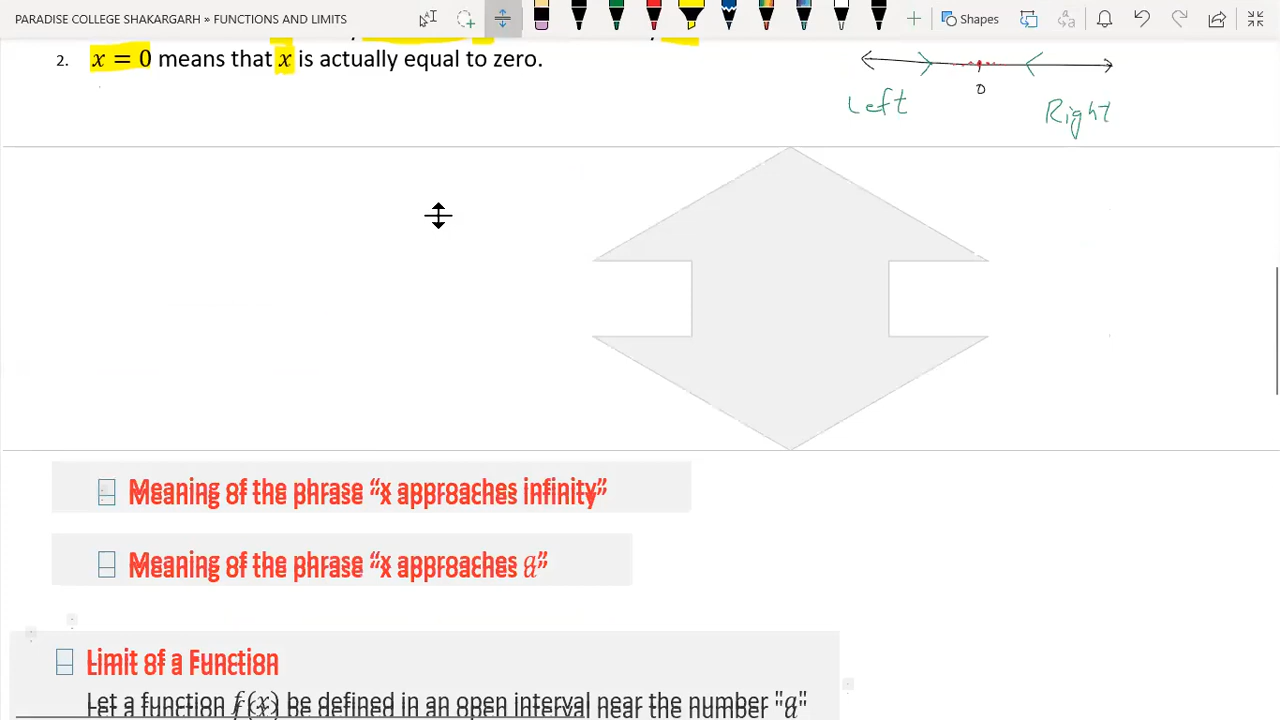 PARADISE COLLEGE SHAKARGARH » FUNCTIONS AND LIMITS
Shapes
2. x = 0 means that x is actually equal to zero.
0
Left
Right
Meaning of the phrase “x approaches infinity”
Meaning of the phrase “x approaches a”
Limit of a Function
Let a function f(x) be defined in an open interval near the number "a"